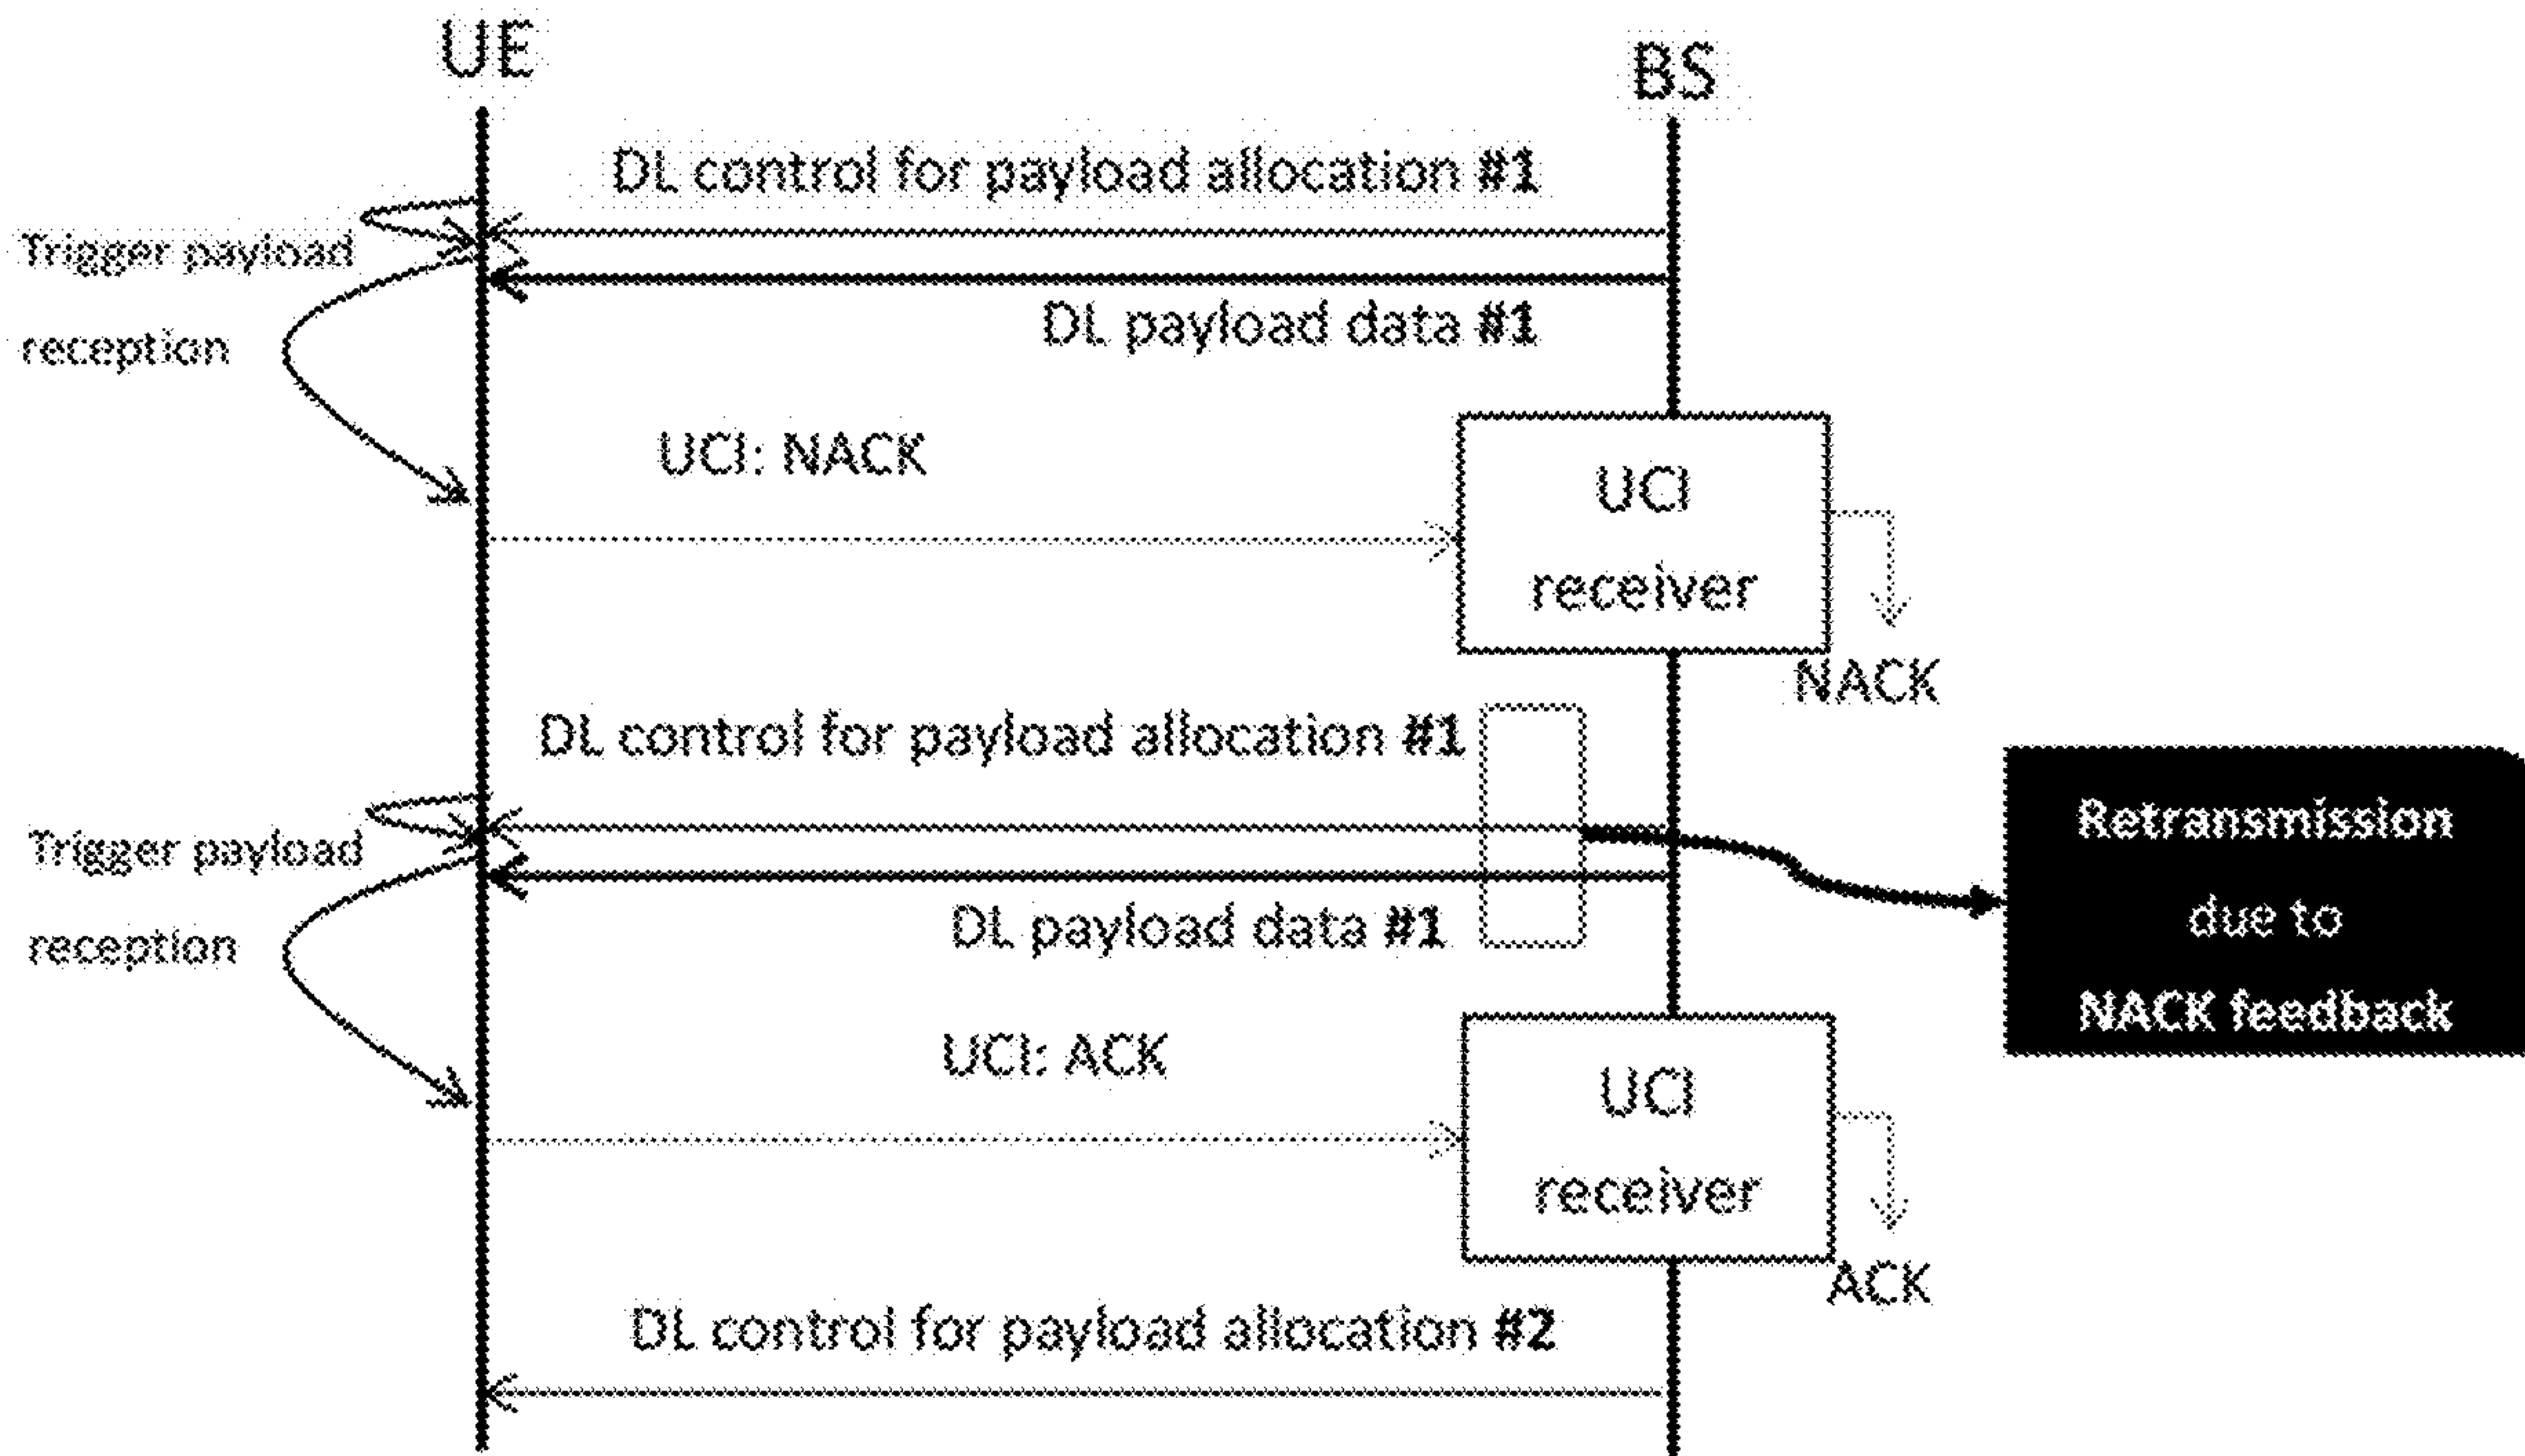 UE
BS
DL control for payload allocation #1
Trigger payload
reception
DL payload data #1
UCI: NACK
UCI
receiver
NACK
DL control for payload allocation #1
Trigger payload
reception
DL payload data #1
Retransmission
due to
NACK feedback
UCI: ACK
UCI
receiver
ACK
DL control for payload allocation #2